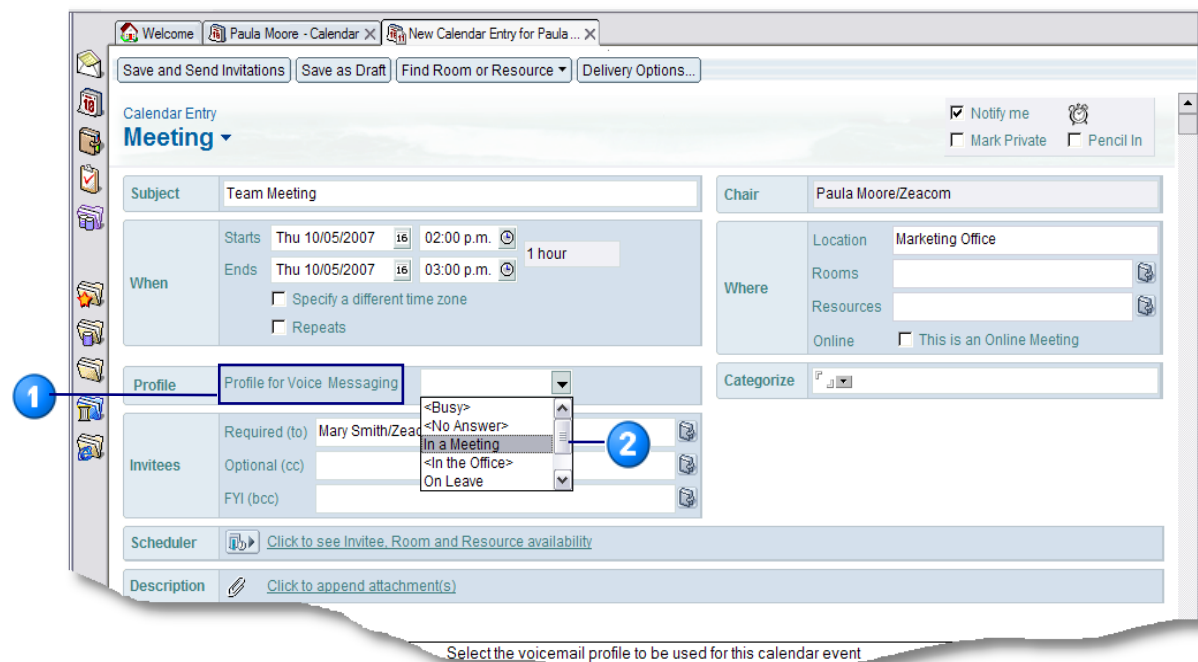 Welcome
Paula Moore - Calendar
New Calendar Entry for Paula...
Save and Send Invitations
Save as Draft
Find Room or Resource
Delivery Options...
Calendar Entry
Meeting
Notify me
Mark Private
Pencil In
Subject
Team Meeting
Chair
Paula Moore/Zeacom
When
Starts
Thu 10/05/2007
16
02:00 p.m.
1 hour
Ends
Thu 10/05/2007
16
03:00 p.m.
Specify a different time zone
Repeats
Where
Location
Marketing Office
Rooms
Resources
Online
This is an Online Meeting
1
Profile
Profile for Voice Messaging
<Busy>
<No Answer>
In a Meeting
<In the Office>
On Leave
2
Categorize
Invitees
Required (to)
Mary Smith/Zeac
Optional (cc)
FYI (bcc)
Scheduler
Click to see Invitee, Room and Resource availability
Description
Click to append attachment(s)
Select the voicemail profile to be used for this calendar event